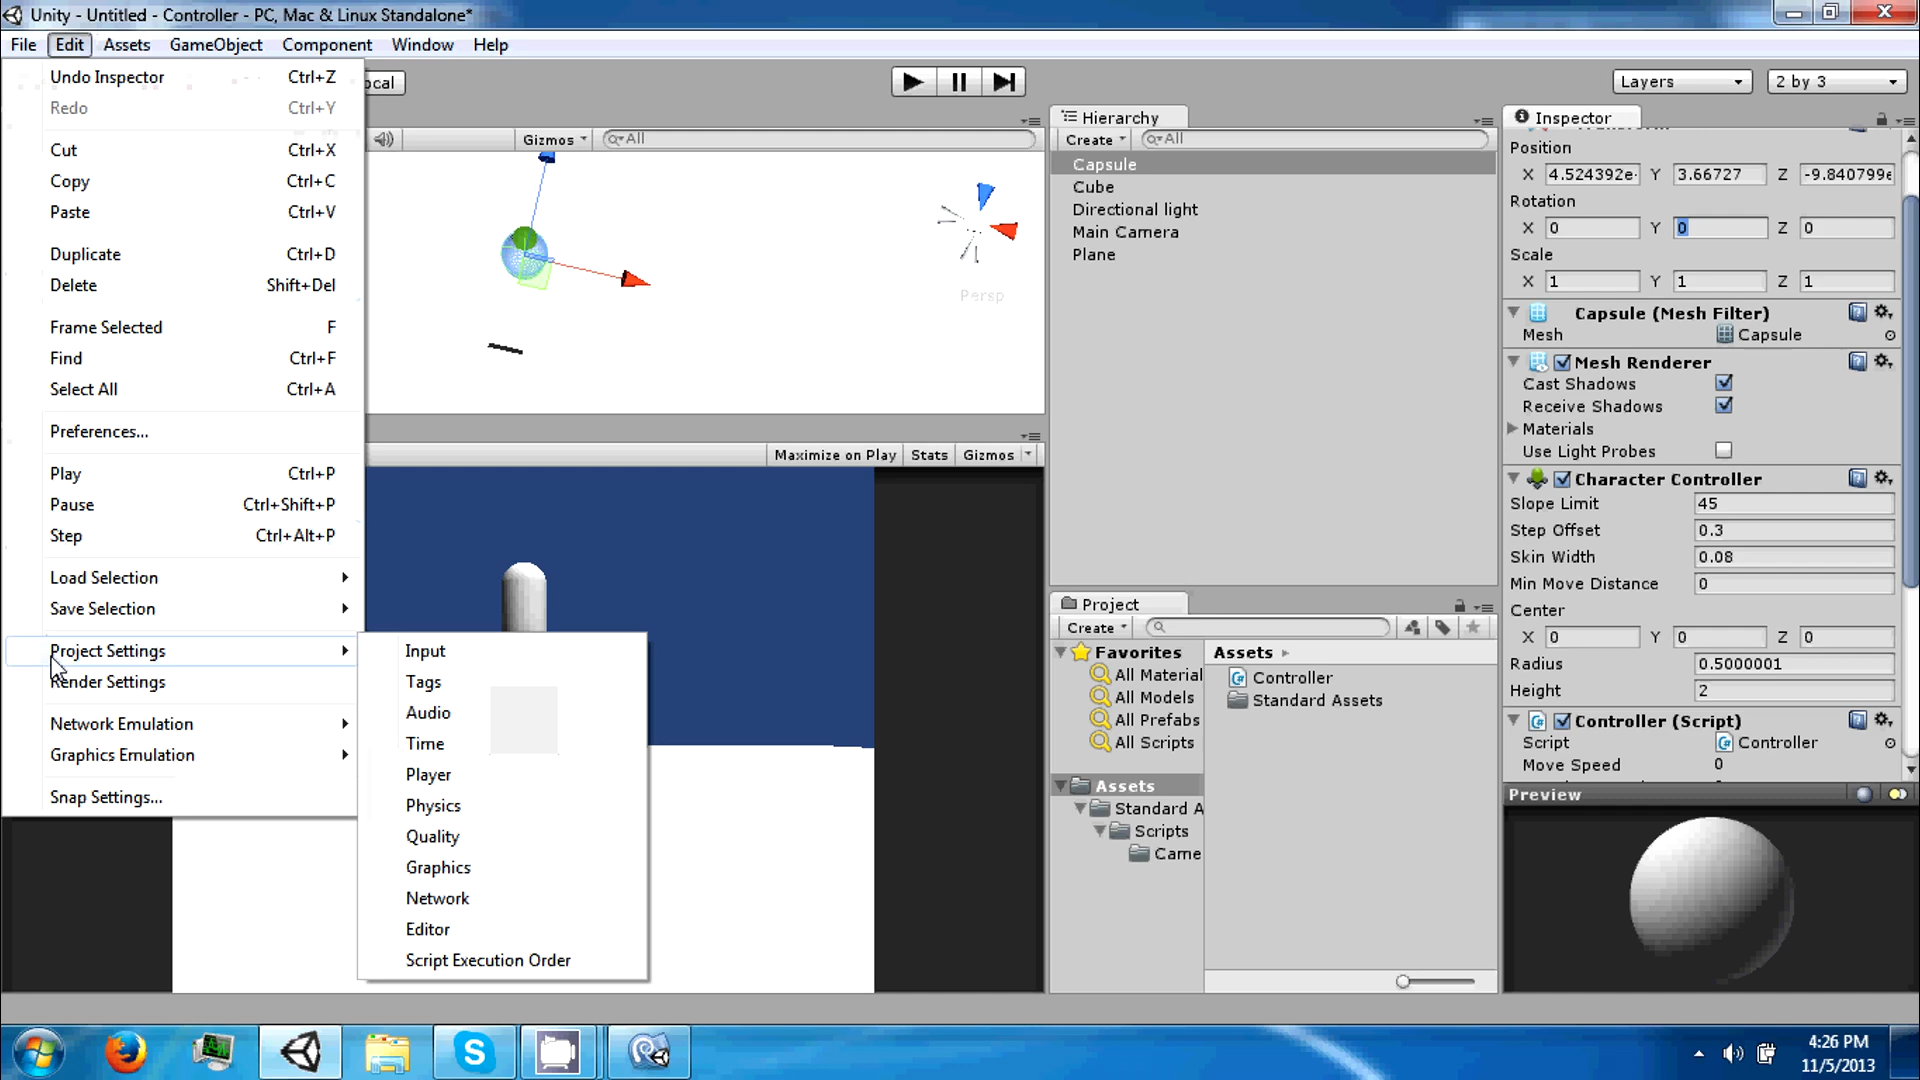 Unity - Untitled - Controller - PC, Mac & Linux Standalone*
File Edit Assets GameObject Component Window Help
Undo Inspector Ctrl+Z
Redo Ctrl+Y
Cut Ctrl+X
Copy Ctrl+C
Paste Ctrl+V
Duplicate Ctrl+D
Delete Shift+Del
Frame Selected F
Find Ctrl+F
Select All Ctrl+A
Preferences...
Play Ctrl+P
Pause Ctrl+Shift+P
Step Ctrl+Alt+P
Load Selection
Save Selection
Project Settings
Render Settings
Network Emulation
Graphics Emulation
Snap Settings...
Input
Tags
Audio
Time
Player
Physics
Quality
Graphics
Network
Editor
Script Execution Order
ocal
Layers 2 by 3
Gizmos All
Persp
Maximize on Play Stats Gizmos
Hierarchy
Create All
Capsule
Cube
Directional light
Main Camera
Plane
Project
Create
Favorites
All Material
All Models
All Prefabs
All Scripts
Assets
Standard A
Scripts
Came
Assets
Controller
Standard Assets
Inspector
Position
X 4.524392e- Y 3.66727 Z -9.840799e
Rotation
X 0 Y 0 Z 0
Scale
X 1 Y 1 Z 1
Capsule (Mesh Filter)
Mesh Capsule
Mesh Renderer
Cast Shadows
Receive Shadows
Materials
Use Light Probes
Character Controller
Slope Limit 45
Step Offset 0.3
Skin Width 0.08
Min Move Distance 0
Center
X 0 Y 0 Z 0
Radius 0.5000001
Height 2
Controller (Script)
Script Controller
Move Speed 0
Preview
4:26 PM
11/5/2013